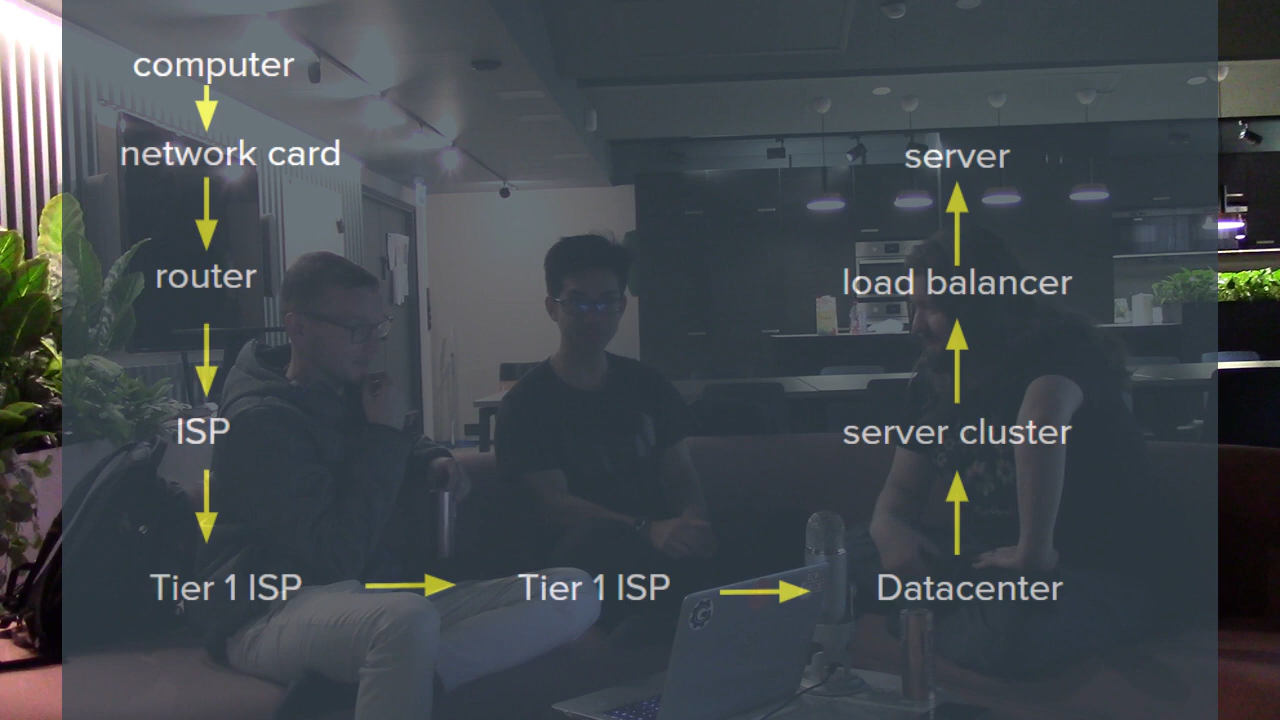 computer
network card
router
ISP
Tier 1 ISP
Tier 1 ISP
Datacenter
server cluster
load balancer
server